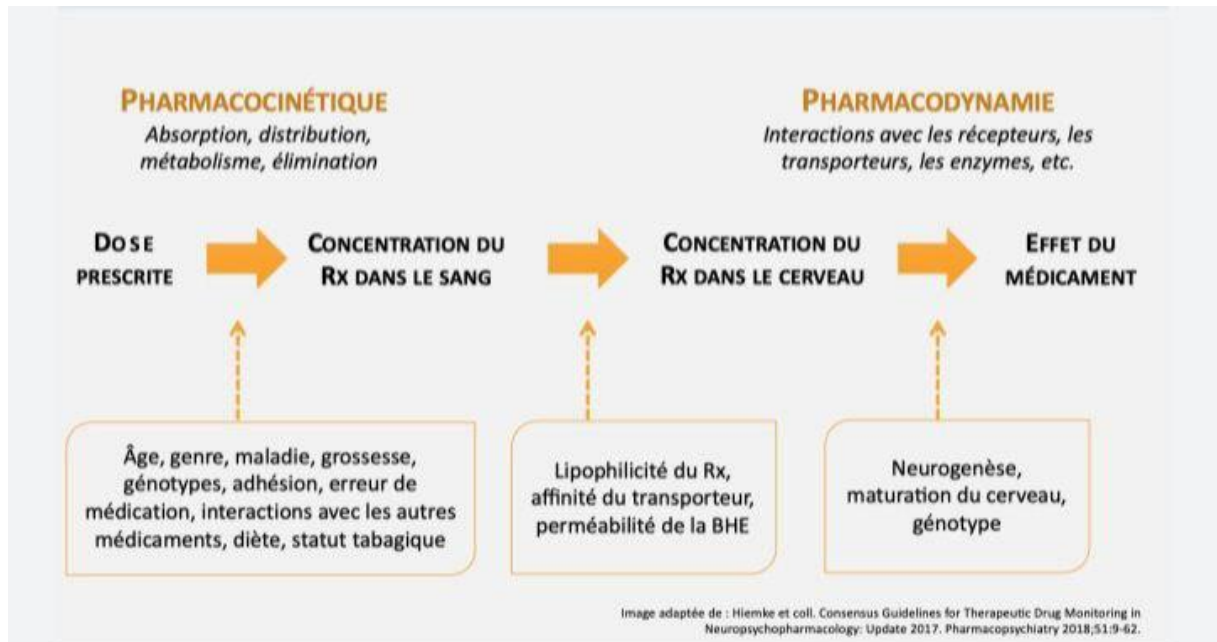 PHARMACOCINÉTIQUE
Absorption, distribution,
métabolisme, élimination
PHARMACODYNAMIE
Interactions avec les récepteurs, les
transporteurs, les enzymes, etc.
DOSE
PRESCRITE
CONCENTRATION DU
RX DANS LE SANG
CONCENTRATION DU
RX DANS LE CERVEAU
EFFET DU
MÉDICAMENT
Âge, genre, maladie, grossesse,
génotypes, adhésion, erreur de
médication, interactions avec les autres
médicaments, diète, statut tabagique
Lipophilicité du Rx,
affinité du transporteur,
perméabilité de la BHE
Neurogenèse,
maturation du cerveau,
génotype
Image adaptée de : Hiemke et coll. Consensus Guidelines for Therapeutic Drug Monitoring in
Neuropsychopharmacology: Update 2017. Pharmacopsychiatry 2018;51:9-62.